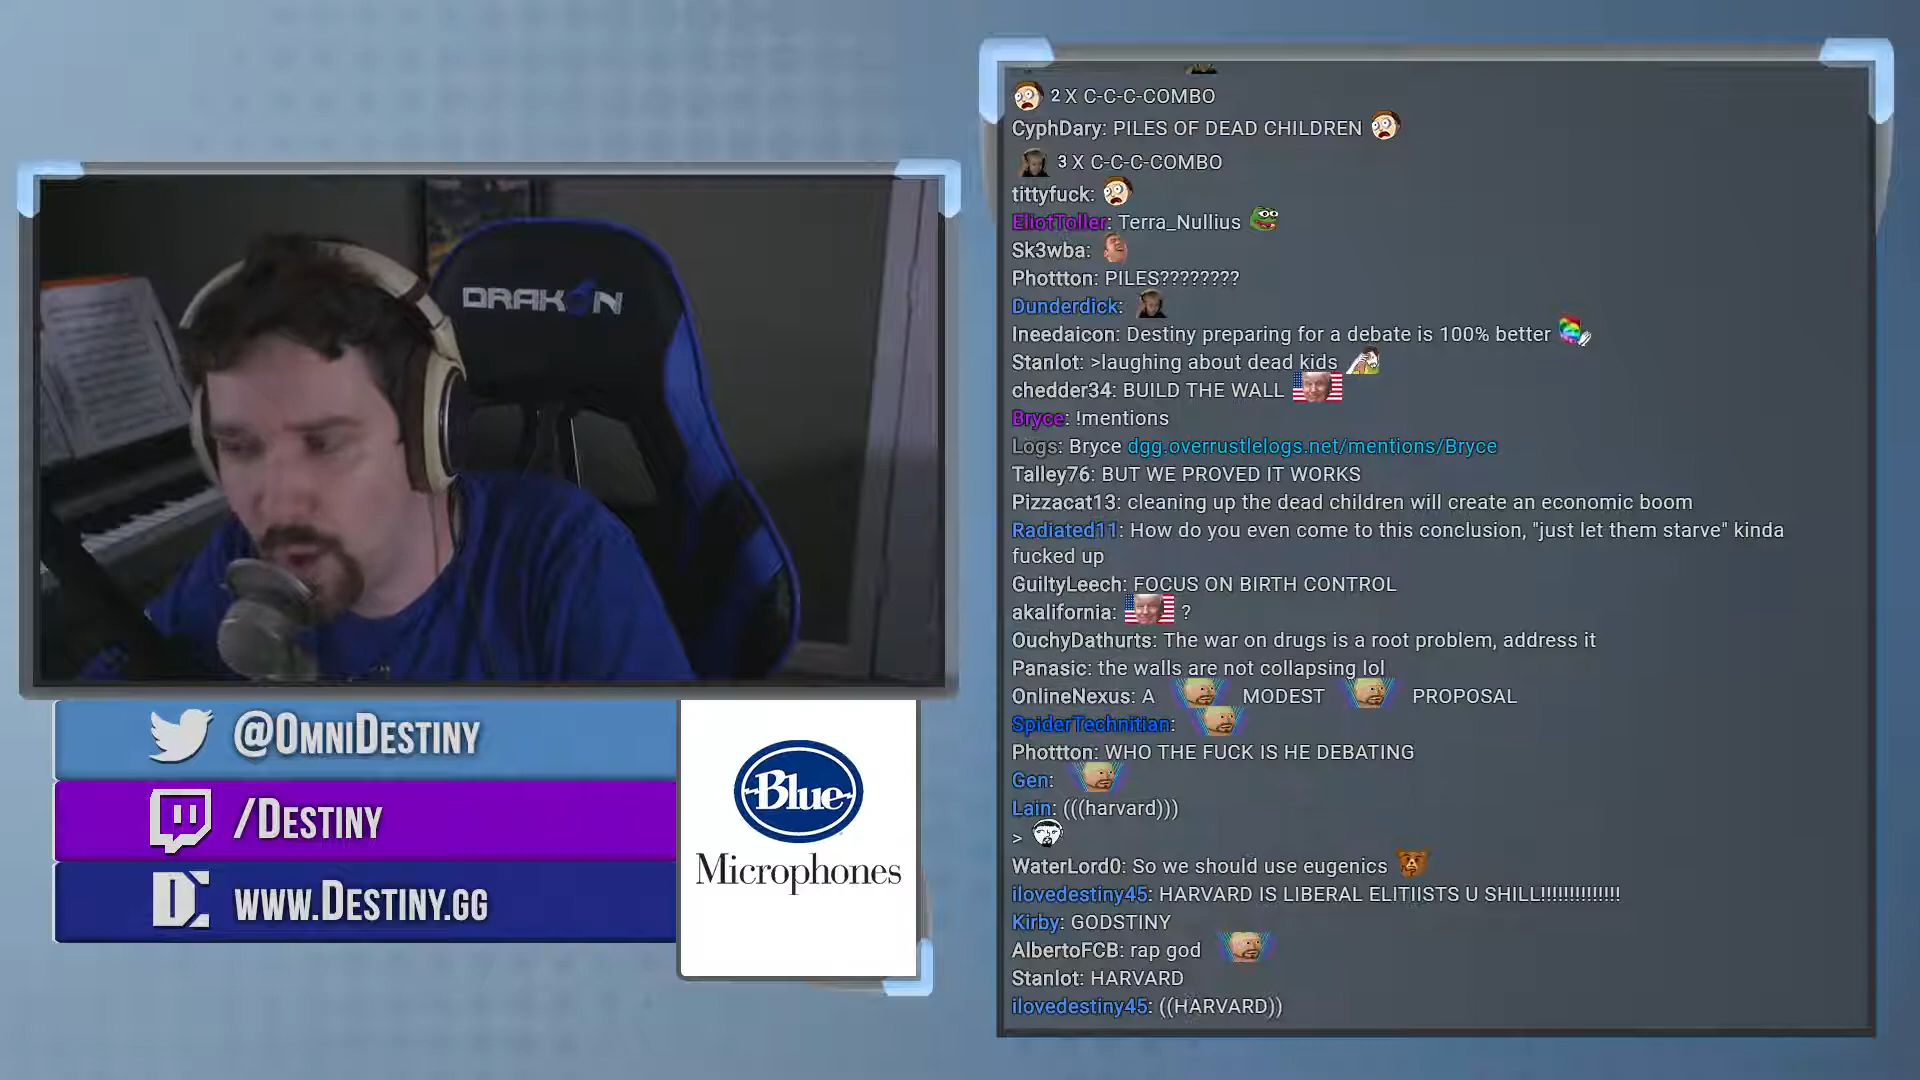 DRAKON
@OmniDestiny
/Destiny
www.Destiny.gg
Blue
Microphones
2 X C-C-C-COMBO
CyphDary: PILES OF DEAD CHILDREN
3 X C-C-C-COMBO
tittyfuck:
EliotToller: Terra_Nullius
Sk3wba:
Phottton: PILES????????
Dunderdick:
Ineedaicon: Destiny preparing for a debate is 100% better
Stanlot: >laughing about dead kids
chedder34: BUILD THE WALL
Bryce: !mentions
Logs: Bryce dgg.overrustlelogs.net/mentions/Bryce
Talley76: BUT WE PROVED IT WORKS
Pizzacat13: cleaning up the dead children will create an economic boom
Radiated11: How do you even come to this conclusion, "just let them starve" kinda
fucked up
GuiltyLeech: FOCUS ON BIRTH CONTROL
akalifornia: ?
OuchyDathurts: The war on drugs is a root problem, address it
Panasic: the walls are not collapsing lol
OnlineNexus: A MODEST PROPOSAL
SpiderTechnitian:
Phottton: WHO THE FUCK IS HE DEBATING
Gen:
Lain: (((harvard)))
>
WaterLord0: So we should use eugenics
ilovedestiny45: HARVARD IS LIBERAL ELITIISTS U SHILL!!!!!!!!!!!!!!
Kirby: GODSTINY
AlbertoFCB: rap god
Stanlot: HARVARD
ilovedestiny45: ((HARVARD))